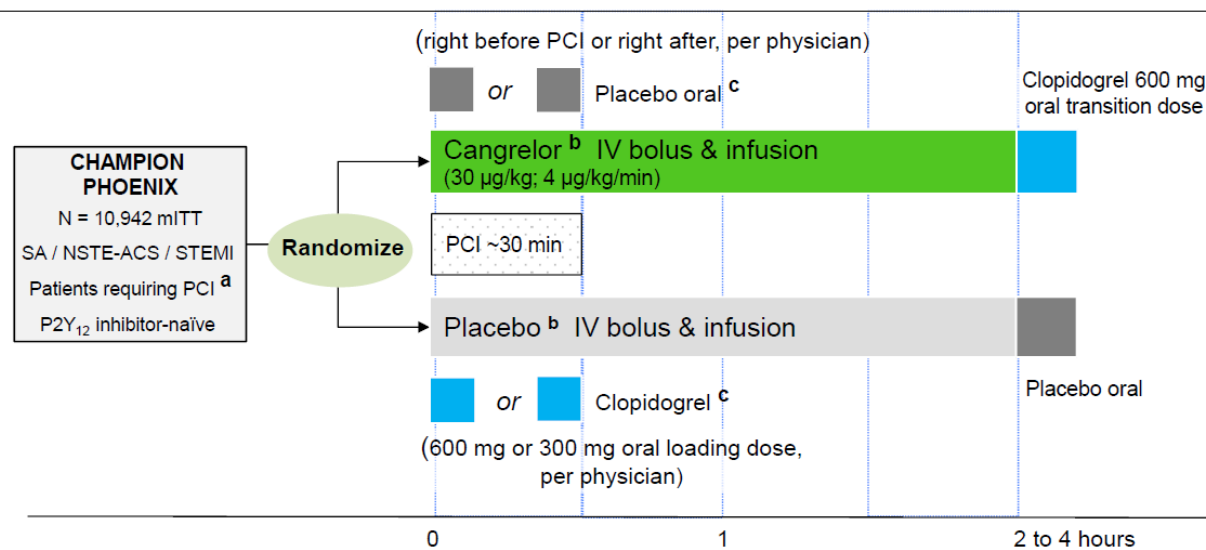 (right before PCI or right after, per physician)
or Placebo oral c
Clopidogrel 600 mg
oral transition dose
CHAMPION
PHOENIX
N = 10,942 mITT
SA / NSTE-ACS / STEMI
Patients requiring PCI a
P2Y12 inhibitor-naïve
Randomize
Cangrelor b IV bolus & infusion
(30 µg/kg; 4 µg/kg/min)
PCI ~30 min
Placebo b IV bolus & infusion
Placebo oral
or Clopidogrel c
(600 mg or 300 mg oral loading dose,
per physician)
0 1 2 to 4 hours